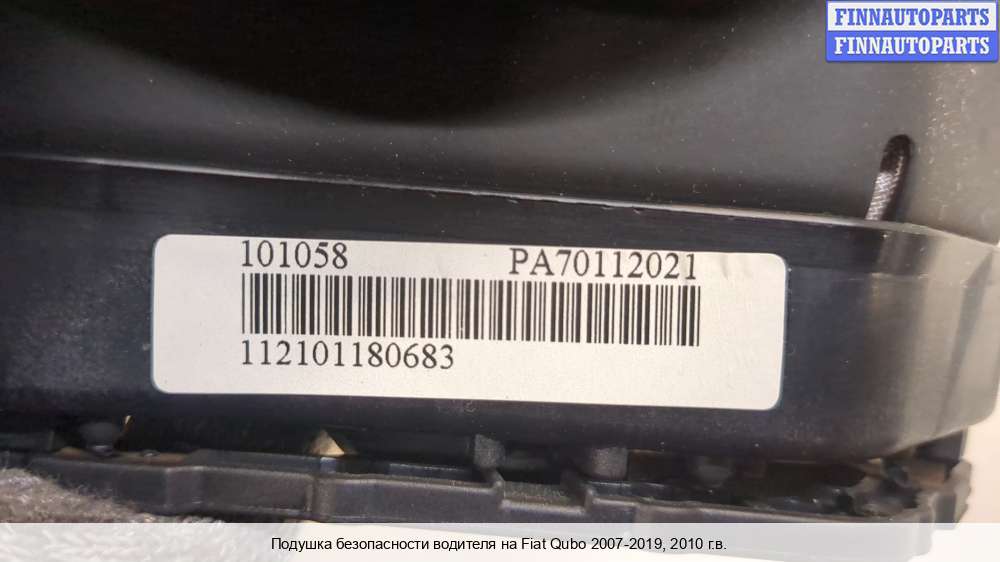 FINNAUTOPARTS
FINNAUTOPARTS
101058 PA70112021
112101180683
Подушка безопасности водителя на Fiat Qubo 2007-2019, 2010 г.в.